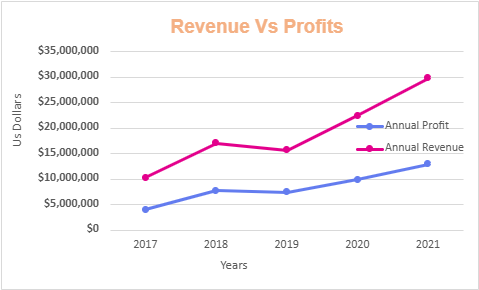 Revenue Vs Profits
$35,000,000
$30,000,000
$25,000,000
$20,000,000
$15,000,000
$10,000,000
$5,000,000
$0
Us Dollars
Annual Profit
Annual Revenue
2017 2018 2019 2020 2021
Years